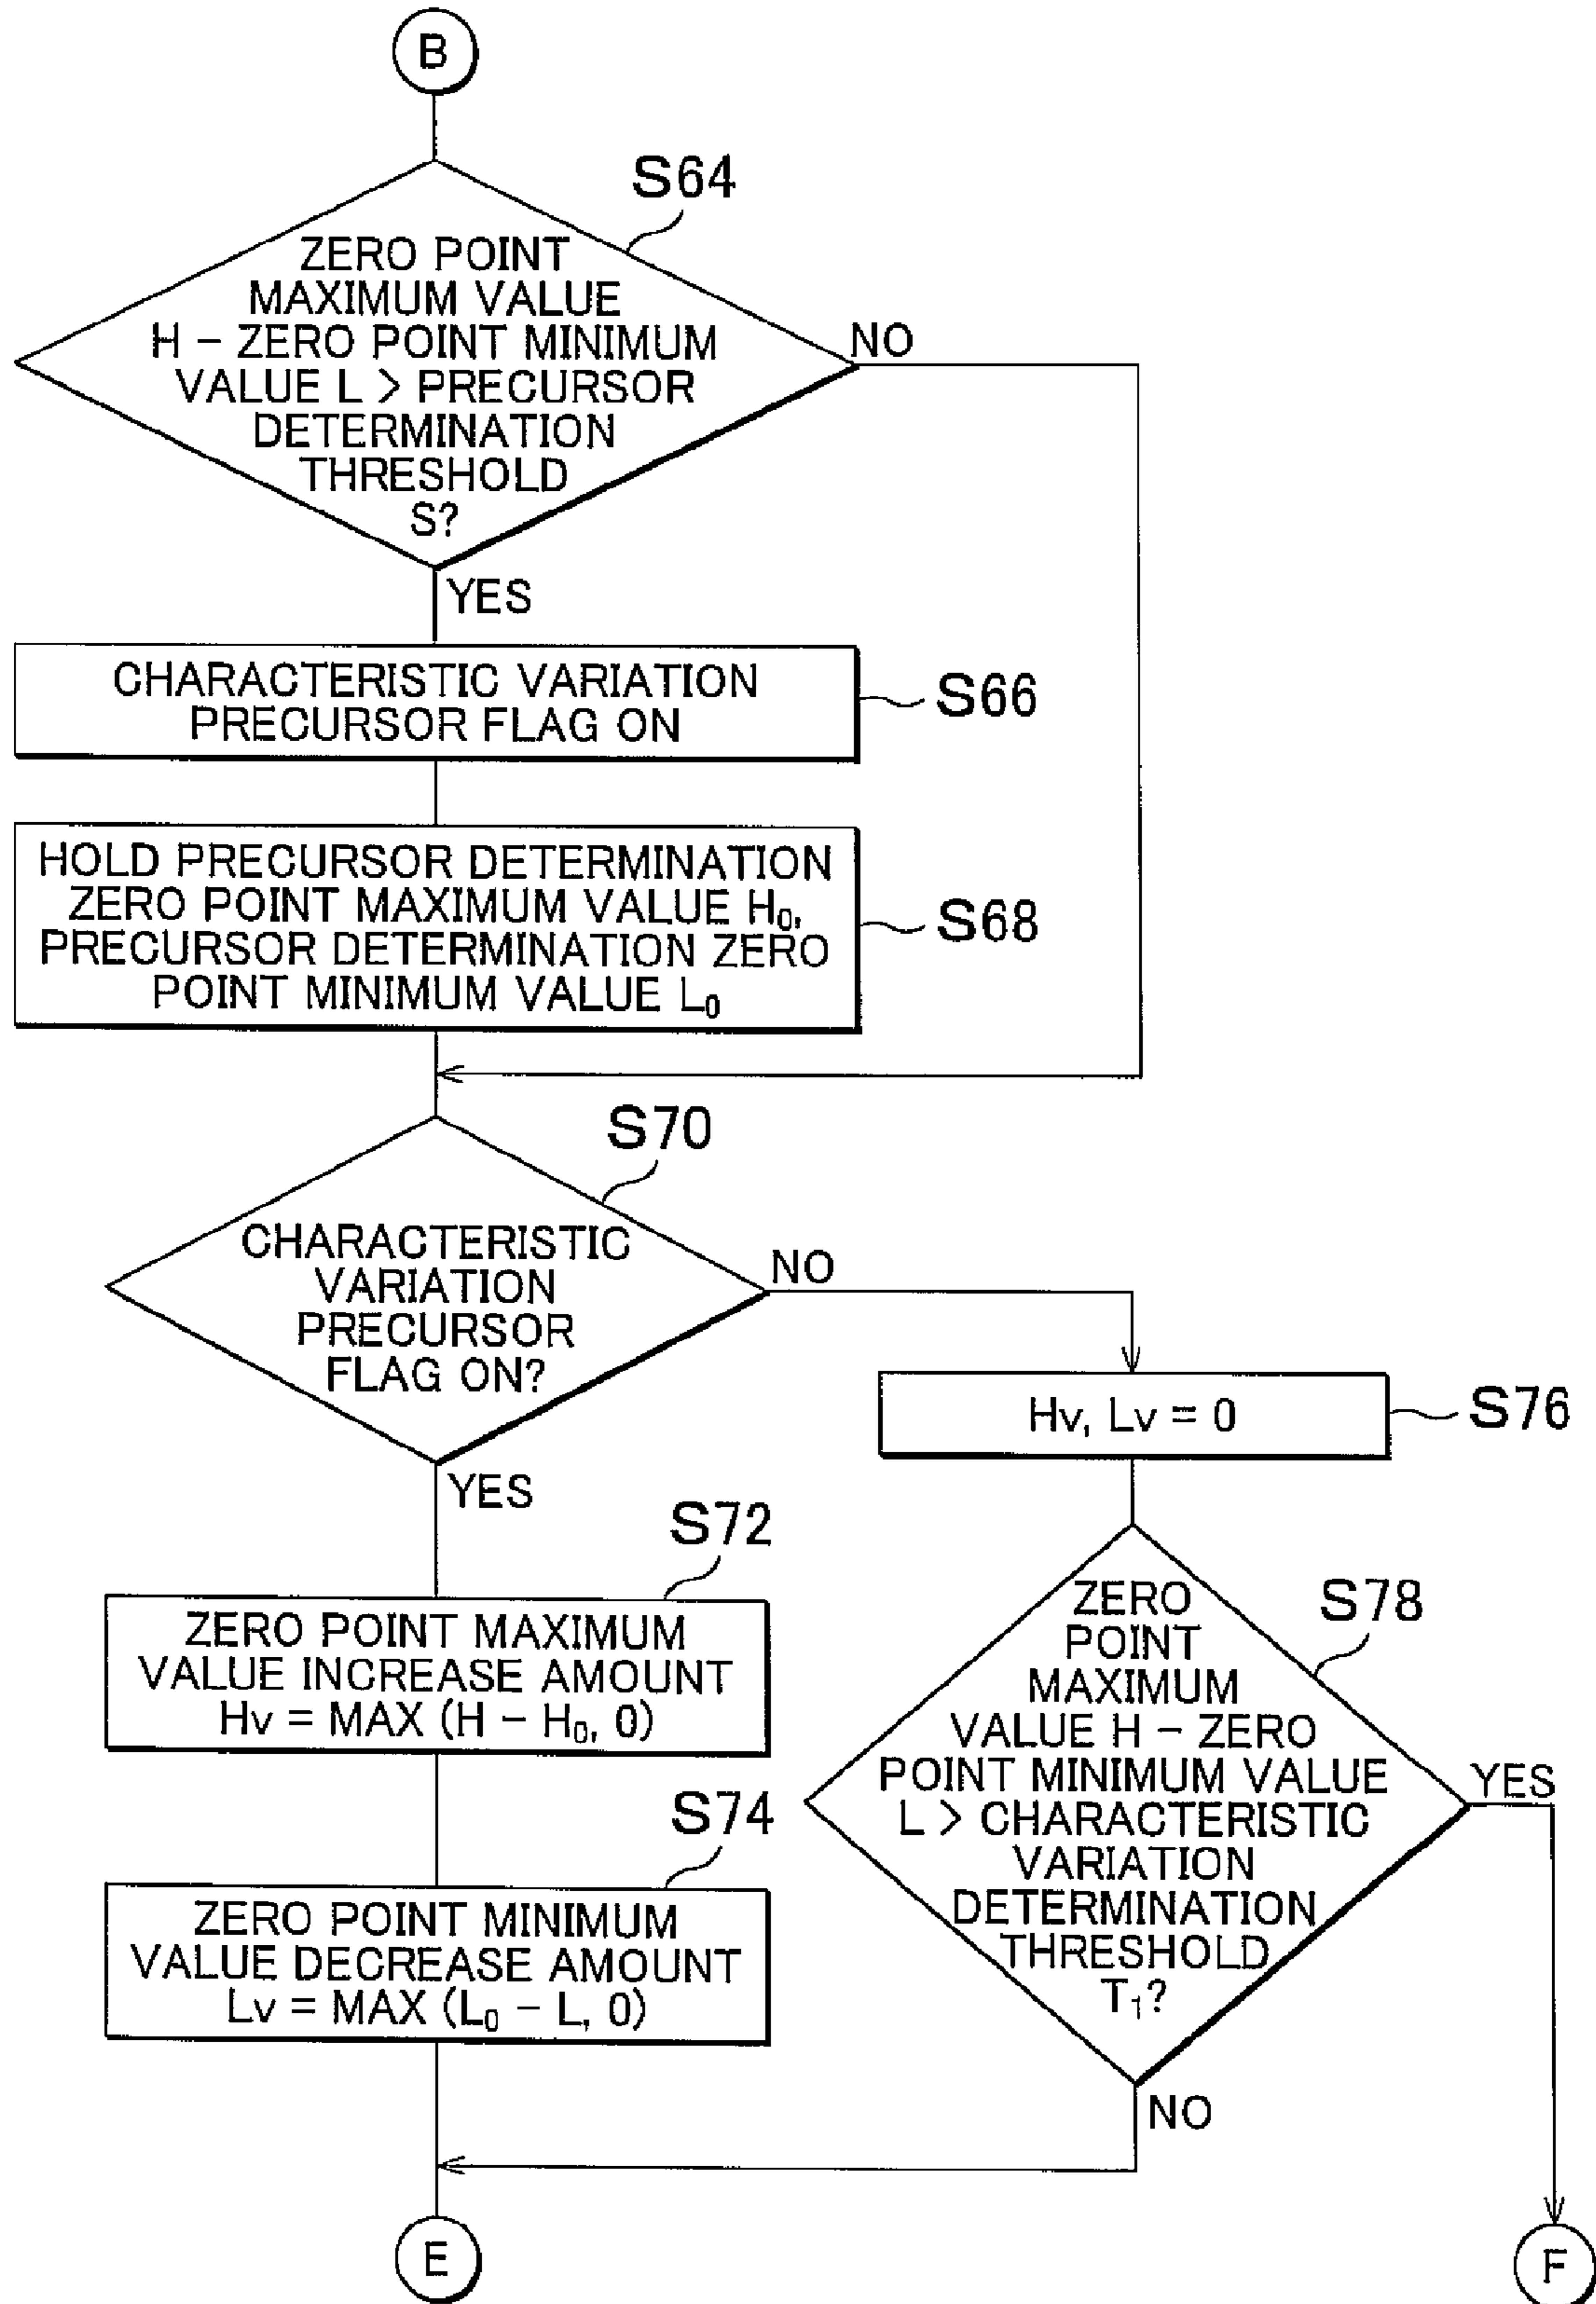 B
S64
ZERO POINT
MAXIMUM VALUE
H – ZERO POINT MINIMUM
VALUE L > PRECURSOR
DETERMINATION
THRESHOLD
S?
NO
YES
CHARACTERISTIC VARIATION
PRECURSOR FLAG ON
S66
HOLD PRECURSOR DETERMINATION
ZERO POINT MAXIMUM VALUE H₀,
PRECURSOR DETERMINATION ZERO
POINT MINIMUM VALUE L₀
S68
S70
CHARACTERISTIC
VARIATION
PRECURSOR
FLAG ON?
NO
YES
Hv, Lv = 0
S76
S72
ZERO POINT MAXIMUM
VALUE INCREASE AMOUNT
Hv = MAX (H – H₀, 0)
S74
ZERO POINT MINIMUM
VALUE DECREASE AMOUNT
Lv = MAX (L₀ – L, 0)
S78
ZERO
POINT
MAXIMUM
VALUE H – ZERO
POINT MINIMUM VALUE
L > CHARACTERISTIC
VARIATION
DETERMINATION
THRESHOLD
T₁?
YES
NO
E
F